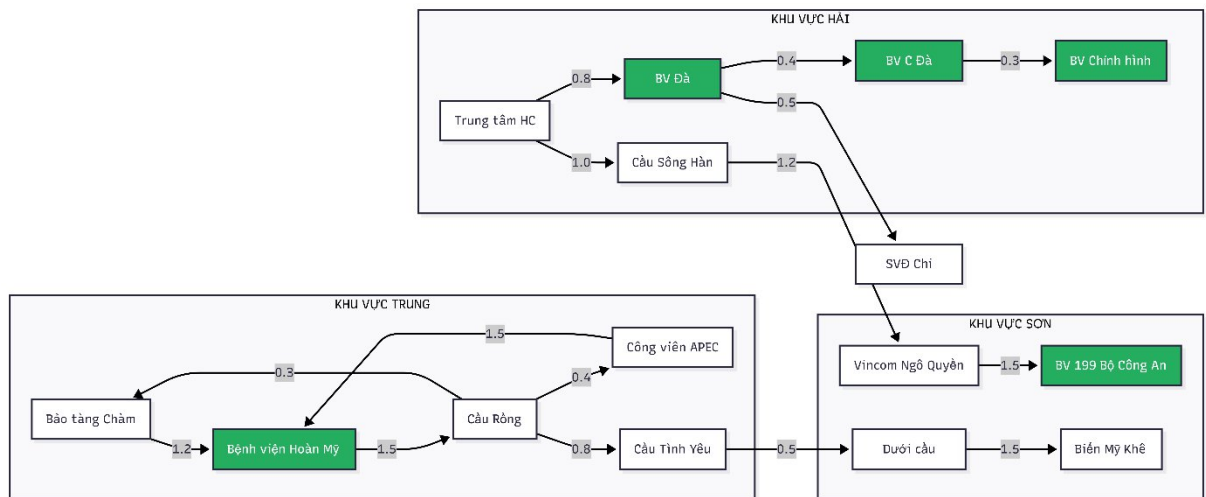 KHU VỰC HẢI
0.8
BV Đà
0.4
BV C Đà
0.3
BV Chỉnh hình
0.5
Trung tâm HC
1.0
Cầu Sông Hàn
1.2
SVĐ Chi
KHU VỰC TRUNG
1.5
Công viên APEC
0.3
0.4
Bảo tàng Chàm
1.2
Bệnh viện Hoàn Mỹ
1.5
Cầu Rồng
0.8
Cầu Tình Yêu
0.5
KHU VỰC SƠN
Vincom Ngô Quyền
1.5
BV 199 Bộ Công An
Dưới cầu
1.5
Biển Mỹ Khê